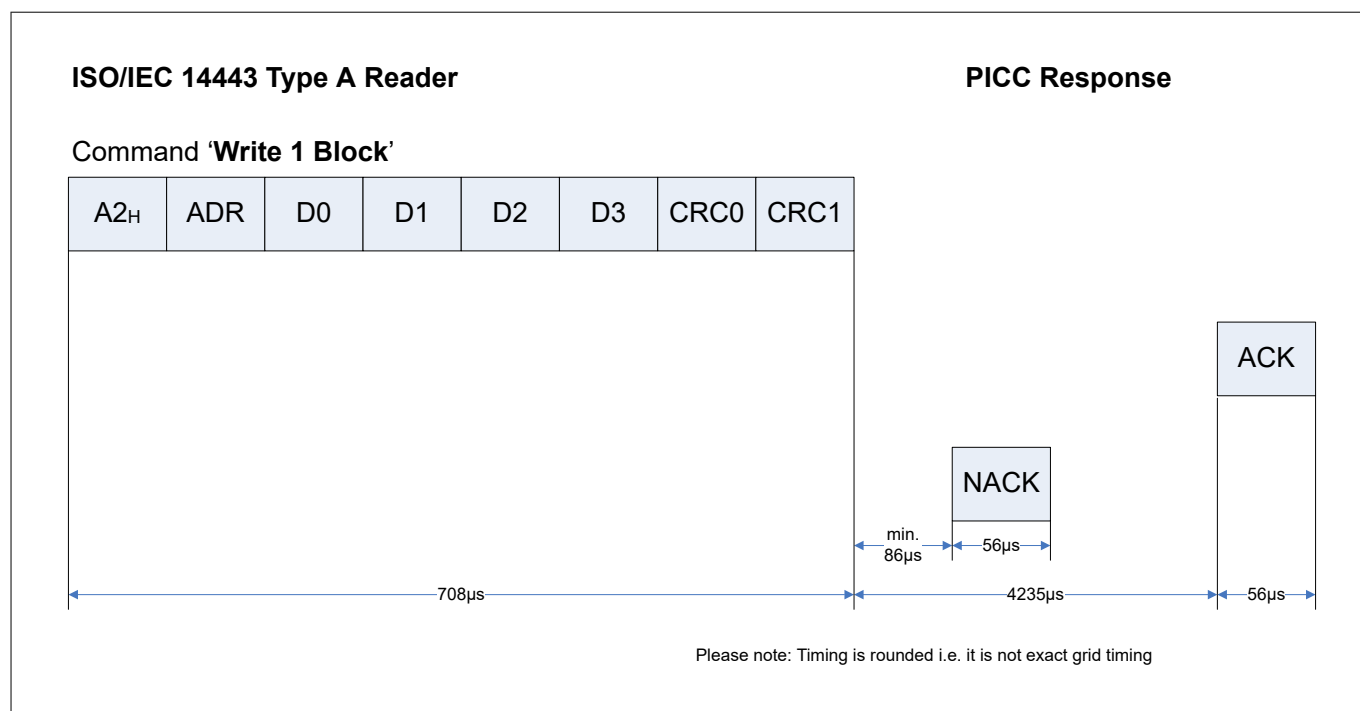 ISO/IEC 14443 Type A Reader
PICC Response
Command ‘Write 1 Block’
A2H ADR D0 D1 D2 D3 CRC0 CRC1
ACK
NACK
min.
86µs
56µs
708µs
4235µs
56µs
Please note: Timing is rounded i.e. it is not exact grid timing